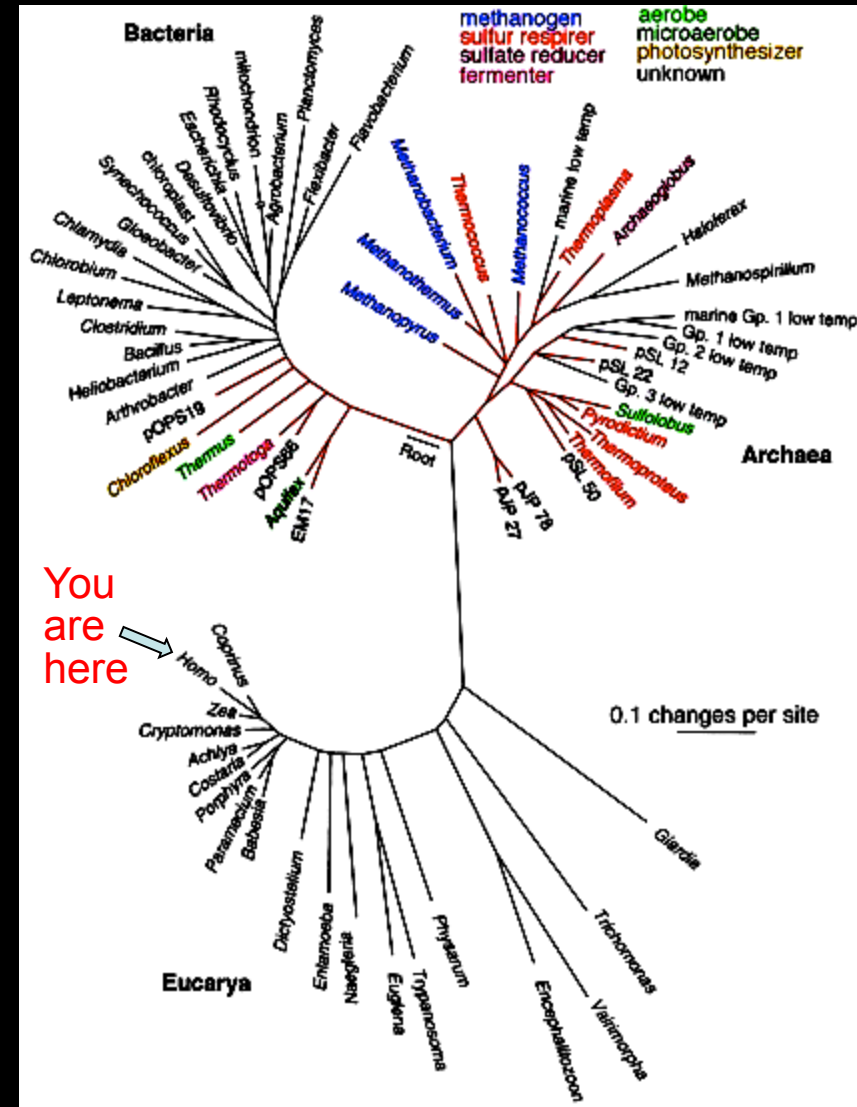 Bacteria
methanogen
sulfur respirer
sulfate reducer
fermenter
aerobe
microaerobe
photosynthesizer
unknown
Planctomyces
mitochondrion
Flavobacterium
Rhodocyclus
Escherichia
Desulfovibrio
Agrobacterium
Flexibacter
chloroplast
Synechococcus
Gloeobacter
Chlamydia
Chlorobium
Leptonema
Clostridium
Bacillus
Heliobacterium
Arthrobacter
pOPS19
Chloroflexus
Thermus
Thermotoga
pOPS66
Aquifex
EM17
Root
Methanopyrus
Methanothermus
Methanobacterium
Thermococcus
Methanococcus
marine low temp
Thermoplasma
Archaeoglobus
Haloferax
Methanospirillum
marine Gp. 1 low temp
Gp. 1 low temp
Gp. 2 low temp
pSL 12
pSL 22
Gp. 3 low temp
Sulfolobus
Pyrodictium
Thermoproteus
Thermofilum
pSL 50
pJP 78
pJP 27
Archaea
You
are
here
Coprinus
Homo
Zea
Cryptomonas
Achlya
Costaria
Porphyra
Paramecium
Babesia
Dictyostelium
Entamoeba
Naegleria
Euglena
Trypanosoma
Physarum
Encephalitozoon
Vairimorpha
Trichomonas
Giardia
0.1 changes per site
Eucarya